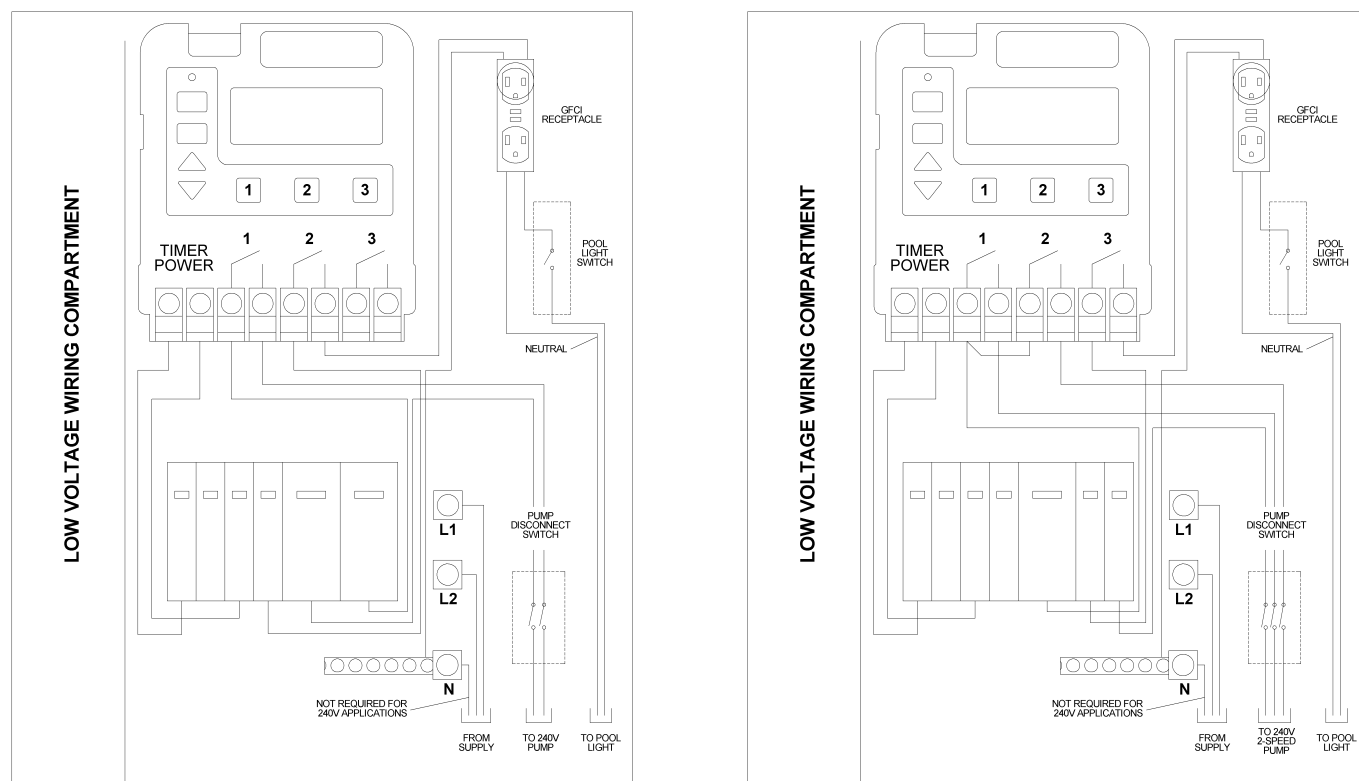 LOW VOLTAGE WIRING COMPARTMENT
1
2
3
TIMER
POWER
1
2
3
GFCI
RECEPTACLE
POOL
LIGHT
SWITCH
NEUTRAL
L1
L2
N
PUMP
DISCONNECT
SWITCH
NOT REQUIRED FOR
240V APPLICATIONS
FROM
SUPPLY
TO 240V
PUMP
TO POOL
LIGHT
LOW VOLTAGE WIRING COMPARTMENT
1
2
3
TIMER
POWER
1
2
3
GFCI
RECEPTACLE
POOL
LIGHT
SWITCH
NEUTRAL
L1
L2
N
PUMP
DISCONNECT
SWITCH
NOT REQUIRED FOR
240V APPLICATIONS
FROM
SUPPLY
TO 240V
2-SPEED
PUMP
TO POOL
LIGHT